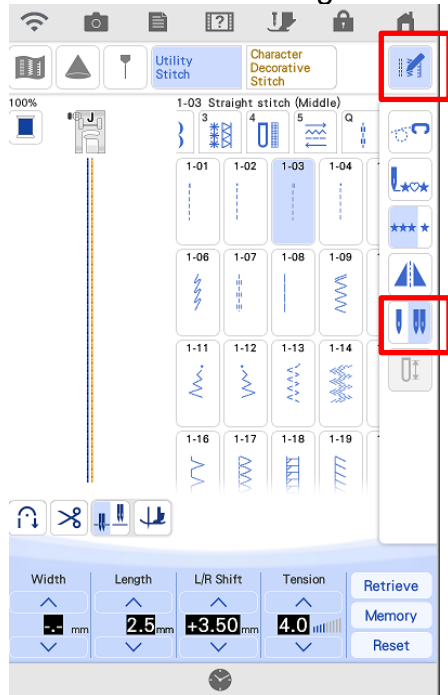 Utility
Stitch
Character
Decorative
Stitch
100%
1-03 Straight stitch (Middle)
J
3
4
5
Q
1-01 1-02 1-03 1-04
1-06 1-07 1-08 1-09
1-11 1-12 1-13 1-14
1-16 1-17 1-18 1-19
Width Length L/R Shift Tension
Retrieve
-.- mm 2.5 mm +3.50 mm 4.0
Memory
Reset